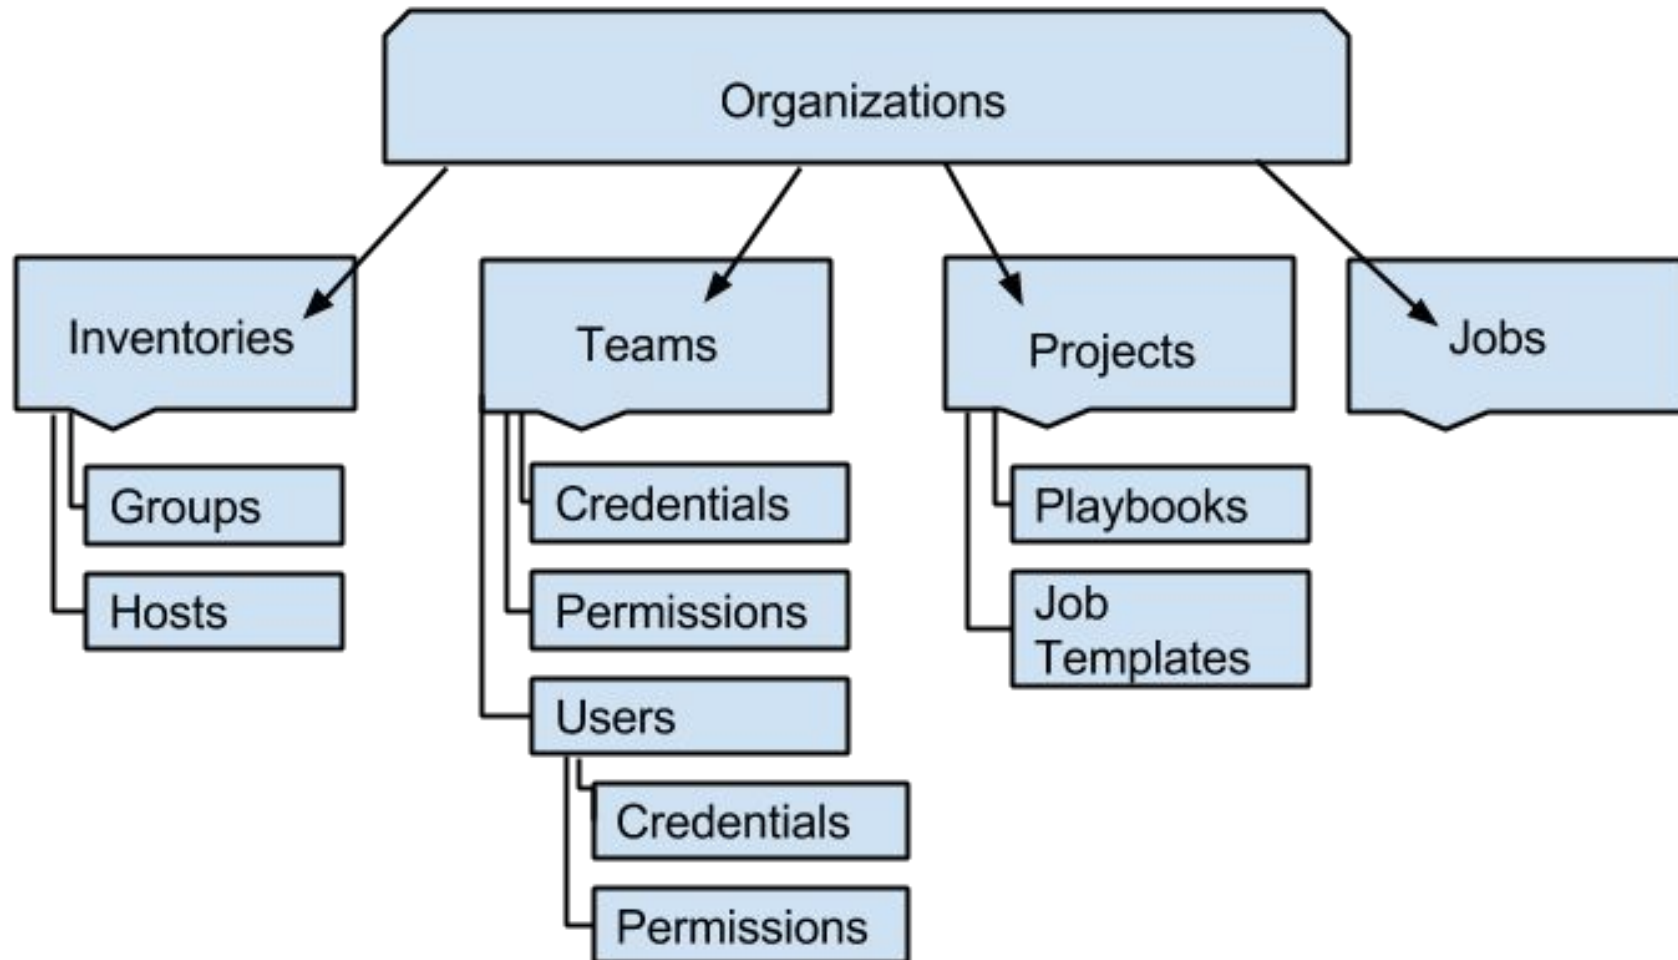 Organizations
Inventories
Teams
Projects
Jobs
Groups
Hosts
Credentials
Permissions
Users
Credentials
Permissions
Playbooks
Job
Templates